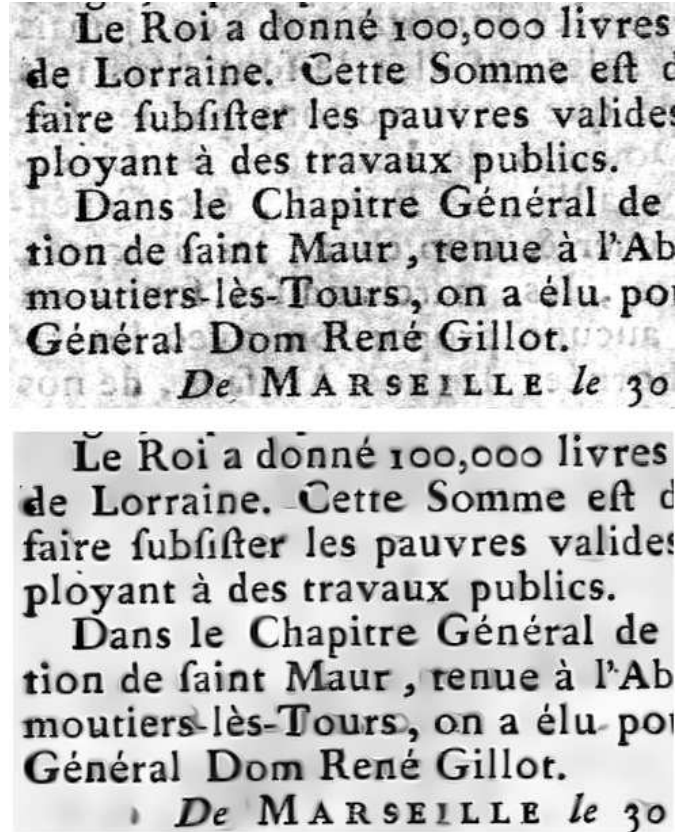 Le Roi a donné 100,000 livres
de Lorraine. Cette Somme eſt
faire ſubſiſter les pauvres valides
ployant à des travaux publics.
Dans le Chapitre Général de
tion de ſaint Maur, tenue à l'Ab
moutiers-lès-Tours, on a élu pou
Général Dom René Gillot.
De MARSEILLE le 30
Le Roi a donné 100,000 livres
de Lorraine. Cette Somme eſt
faire ſubſiſter les pauvres valides
ployant à des travaux publics.
Dans le Chapitre Général de
tion de ſaint Maur, tenue à l'Ab
moutiers-lès-Tours, on a élu pou
Général Dom René Gillot.
De MARSEILLE le 30